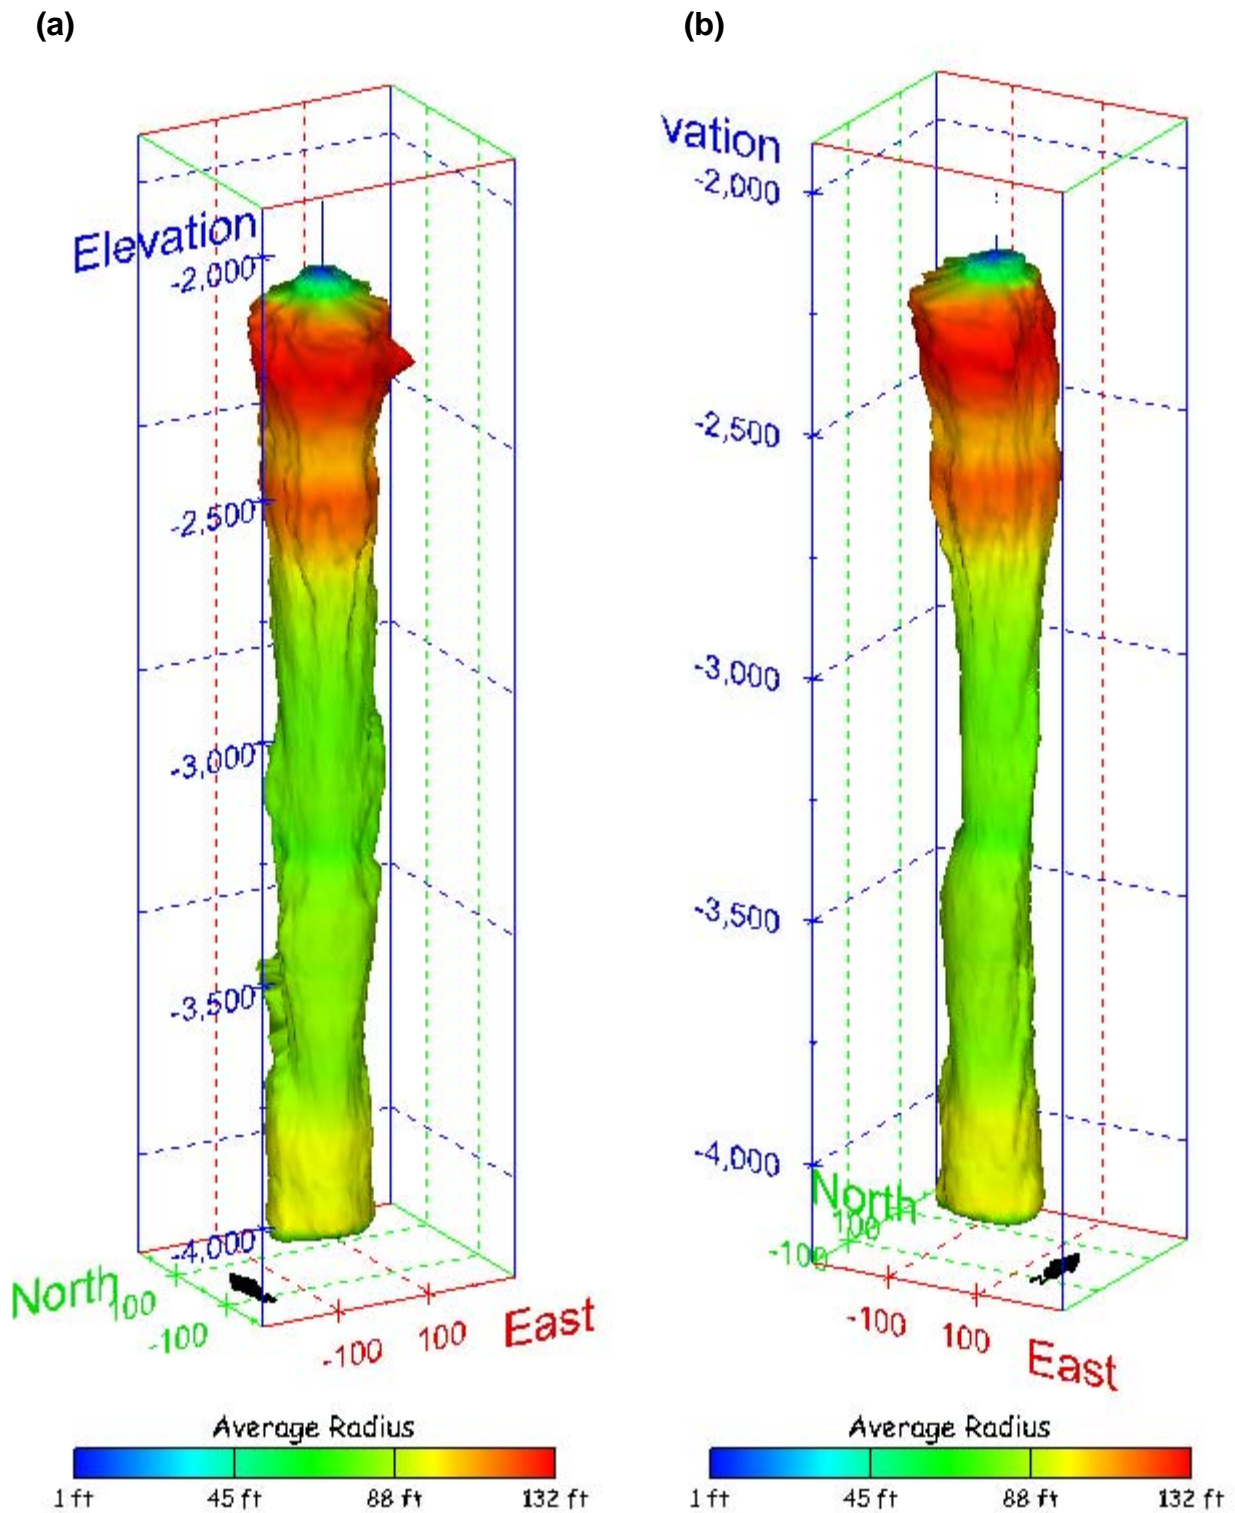 (a)
(b)
Elevation
-2,000
-2,500
-3,000
-3,500
-4,000
North
100
-100
-100
100
East
Average Radius
1 ft
45 ft
88 ft
132 ft
vation
-2,000
-2,500
-3,000
-3,500
-4,000
North
100
-100
-100
100
East
Average Radius
1 ft
45 ft
88 ft
132 ft